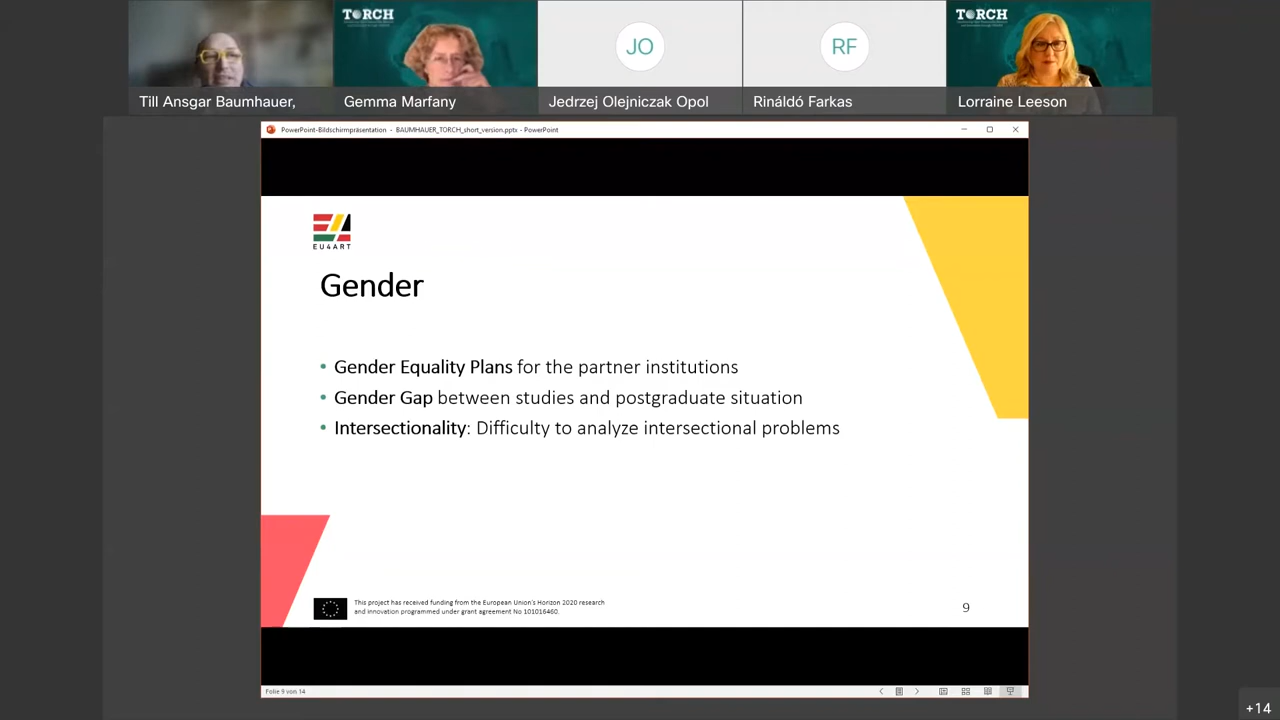 TORCH
TORCH
JO
RF
Till Ansgar Baumhauer,
Gemma Marfany
Jedrzej Olejniczak Opol
Rináldó Farkas
Lorraine Leeson
PowerPoint-Bildschirmpräsentation - BAUMHAUER_TORCH_short_version.pptx - PowerPoint
EU4ART
Gender
• Gender Equality Plans for the partner institutions
• Gender Gap between studies and postgraduate situation
• Intersectionality: Difficulty to analyze intersectional problems
This project has received funding from the European Union's Horizon 2020 research
and innovation programmed under grant agreement No 101016460.
9
Folie 9 von 14
+14